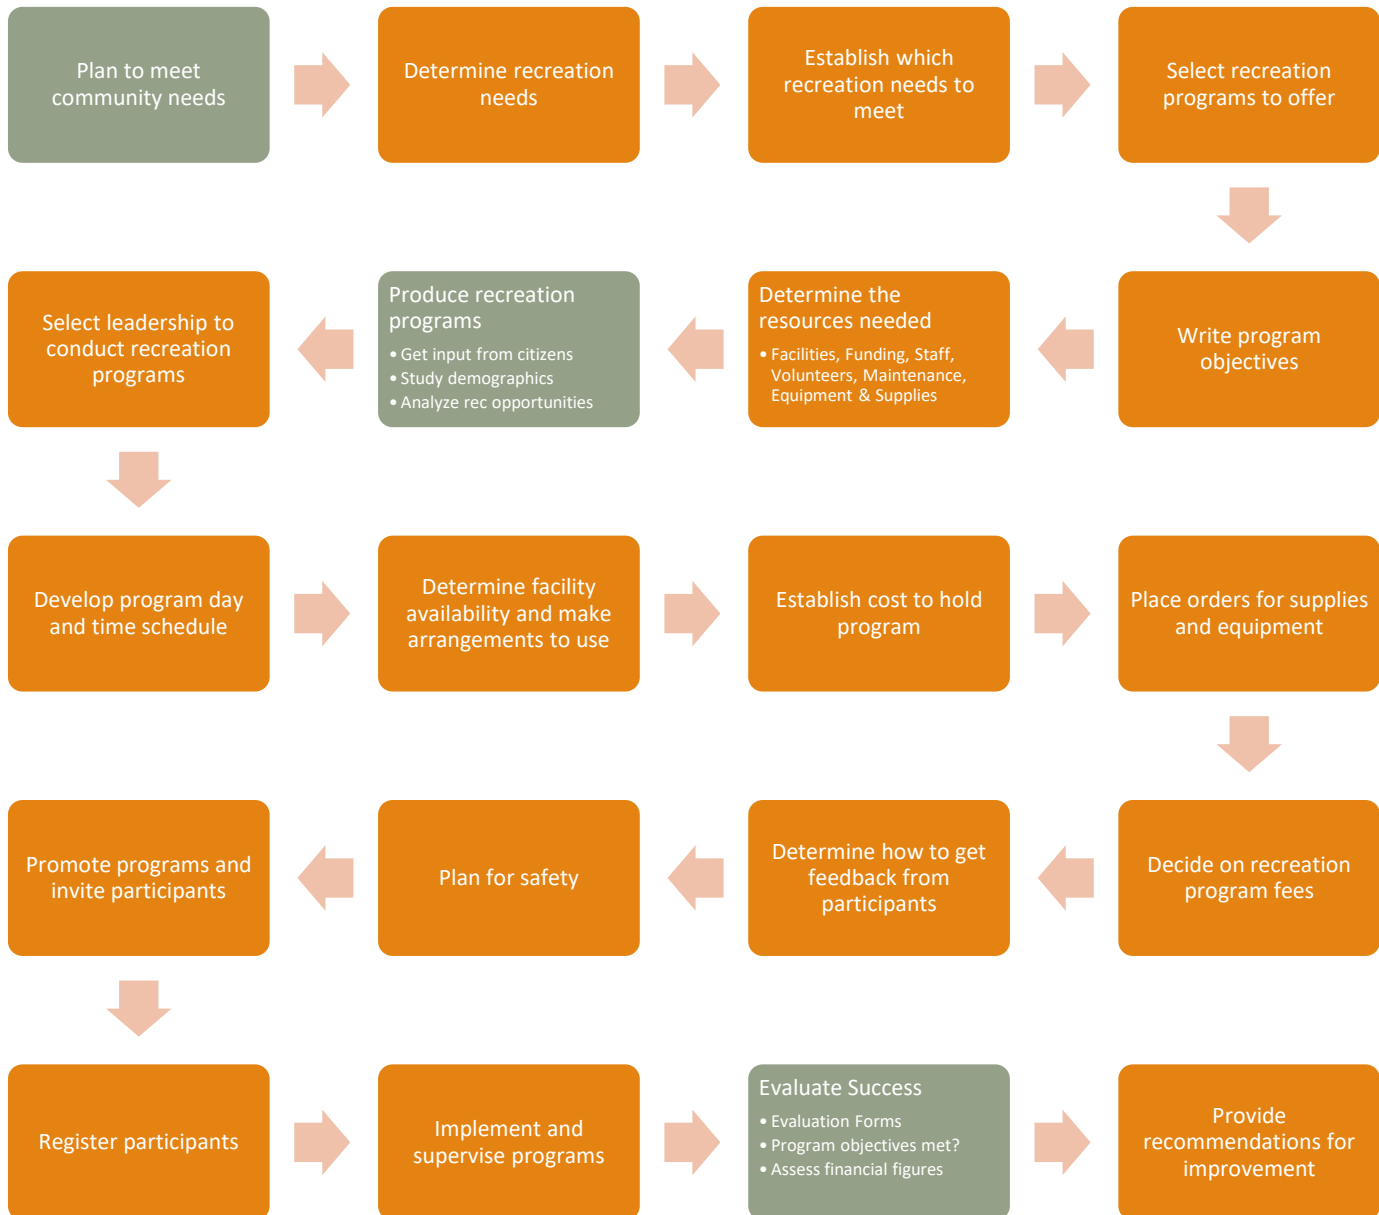 Plan to meet
community needs
Determine recreation
needs
Establish which
recreation needs to
meet
Select recreation
programs to offer
Select leadership to
conduct recreation
programs
Produce recreation
programs
• Get input from citizens
• Study demographics
• Analyze rec opportunities
Determine the
resources needed
• Facilities, Funding, Staff,
Volunteers, Maintenance,
Equipment & Supplies
Write program
objectives
Develop program day
and time schedule
Determine facility
availability and make
arrangements to use
Establish cost to hold
program
Place orders for supplies
and equipment
Promote programs and
invite participants
Plan for safety
Determine how to get
feedback from
participants
Decide on recreation
program fees
Register participants
Implement and
supervise programs
Evaluate Success
• Evaluation Forms
• Program objectives met?
• Assess financial figures
Provide
recommendations for
improvement